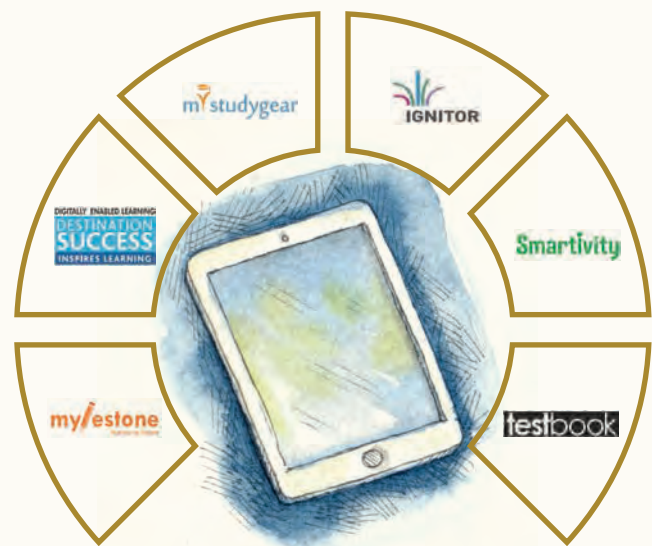 mystudygear
IGNITOR
DIGITALLY ENABLED LEARNING
DESTINATION
SUCCESS
INSPIRES LEARNING
Smartivity
mylestone
testbook